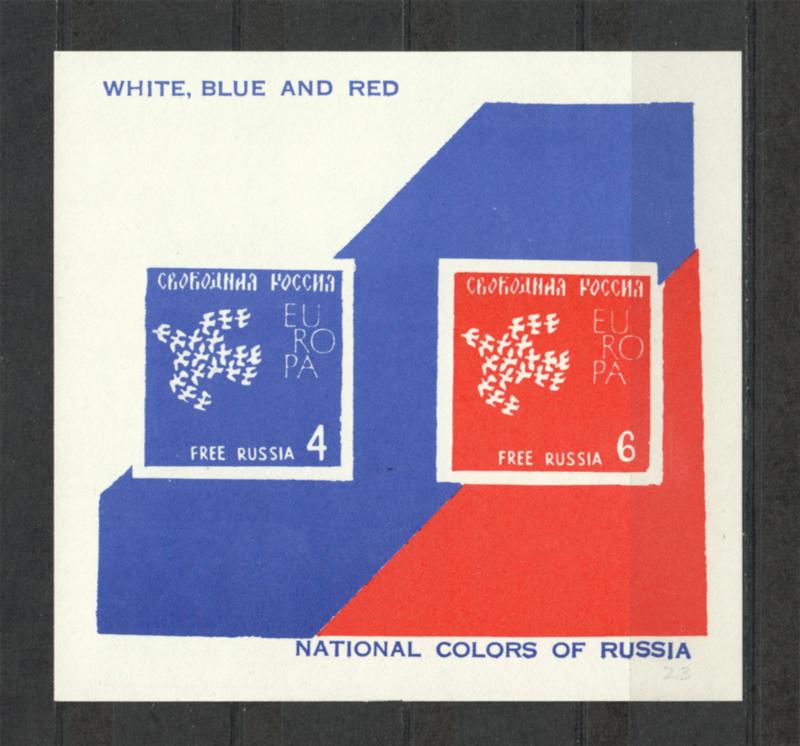 WHITE, BLUE AND RED
СВОБОДНАЯ РОССИЯ
EU
RO
PA
FREE RUSSIA 4
СВОБОДНАЯ РОССИЯ
EU
RO
PA
FREE RUSSIA 6
NATIONAL COLORS OF RUSSIA
23